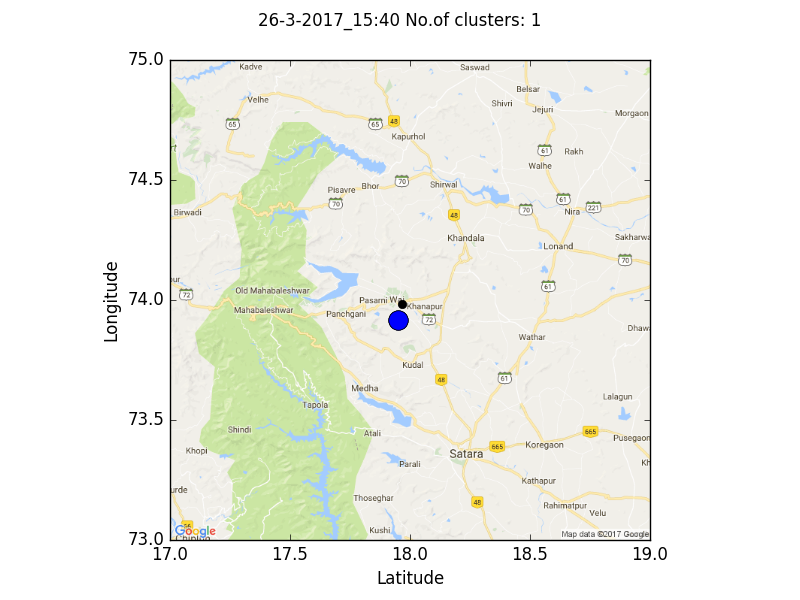 26-3-2017_15:40 No.of clusters: 1
75.0
74.5
74.0
73.5
73.0
Longitude
17.0 17.5 18.0 18.5 19.0
Latitude
Kadve
Saswad
Velhe
Belsar
Shivri
Jejuri
Morgaon
65
65
48
Kapurhol
61
Rakh
Walhe
Pisavre
Bhor
70
Shirwal
70
61
Birwadi
48
70
Nira
221
Khandala
Lonand
Sakharwa
70
72
Old Mahabaleshwar
61
Mahabaleshwar
Pasarni
Wai
Khanapur
Panchgani
72
Wathar
Dhaw
Kudal
48
61
Medha
Lalagun
Tapola
Shindi
Atali
665
Pusegaon
Khopi
665
Koregaon
Satara
Parali
Kh
Kathapur
Thoseghar
48
Rahimatpur
Velu
Kushi
66
Google
Map data ©2017 Google